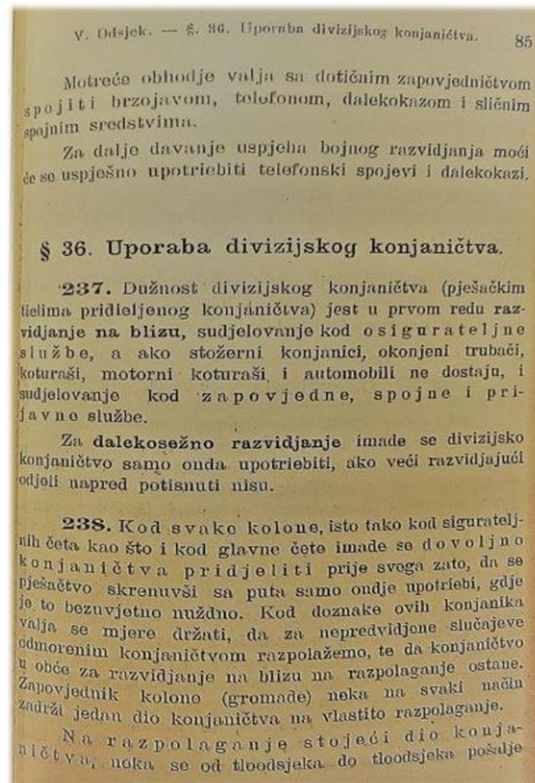 V. Odsjek. — §. 36. Uporaba divizijskog konjaničtva. 85
Motreće obhodje valja sa dotičnim zapovjedničtvom
spojiti brzojavom, telefonom, dalekokazom i sličnim
spojnim sredstvima.
Za dalje davanje uspjeha bojnog razvidjanja moći
će se uspješno upotriebiti telefonski spojevi i dalekokazi.
§ 36. Uporaba divizijskog konjaničtva.
237. Dužnost divizijskog konjaničtva (pješačkim
tielima pridieljenog konjaničtva) jest u prvom redu raz-
vidjanje na blizu, sudjelovanje kod osigurateljne
službe, a ako stožerni konjanici, okonjeni trubači,
koturaši, motorni koturaši i automobili ne dostaju, i
sudjelovanje kod zapovjedne, spojne i pri-
javne službe.
Za dalekosežno razvidjanje imade se divizijsko
konjaničtvo samo onda upotriebiti, ako veći razvidjajući
odjeli napred potisnuti nisu.
238. Kod svake kolone, isto tako kod siguratelj-
nih četa kao što i kod glavne čete imade se dovoljno
konjaničtva pridjeliti prije svega zato, da se
pješačtvo skrenuvši sa puta samo ondje upotriebi, gdje
je to bezuvjetno nuždno. Kod doznake ovih konjanika
valja se mjere držati, da za nepredvidjene slučajeve
odmorenim konjaničtvom razpolažemo, te da konjaničtvo
u obće za razvidjanje na blizu na razpolaganje ostane.
Zapovjednik kolone (gromade) neka na svaki način
zadrži jedan dio konjaničtva na vlastito razpolaganje.
Na razpolaganje stojeći dio konja-
ničtva, neka se od tloodsjeka do tloodsjeka pošalje